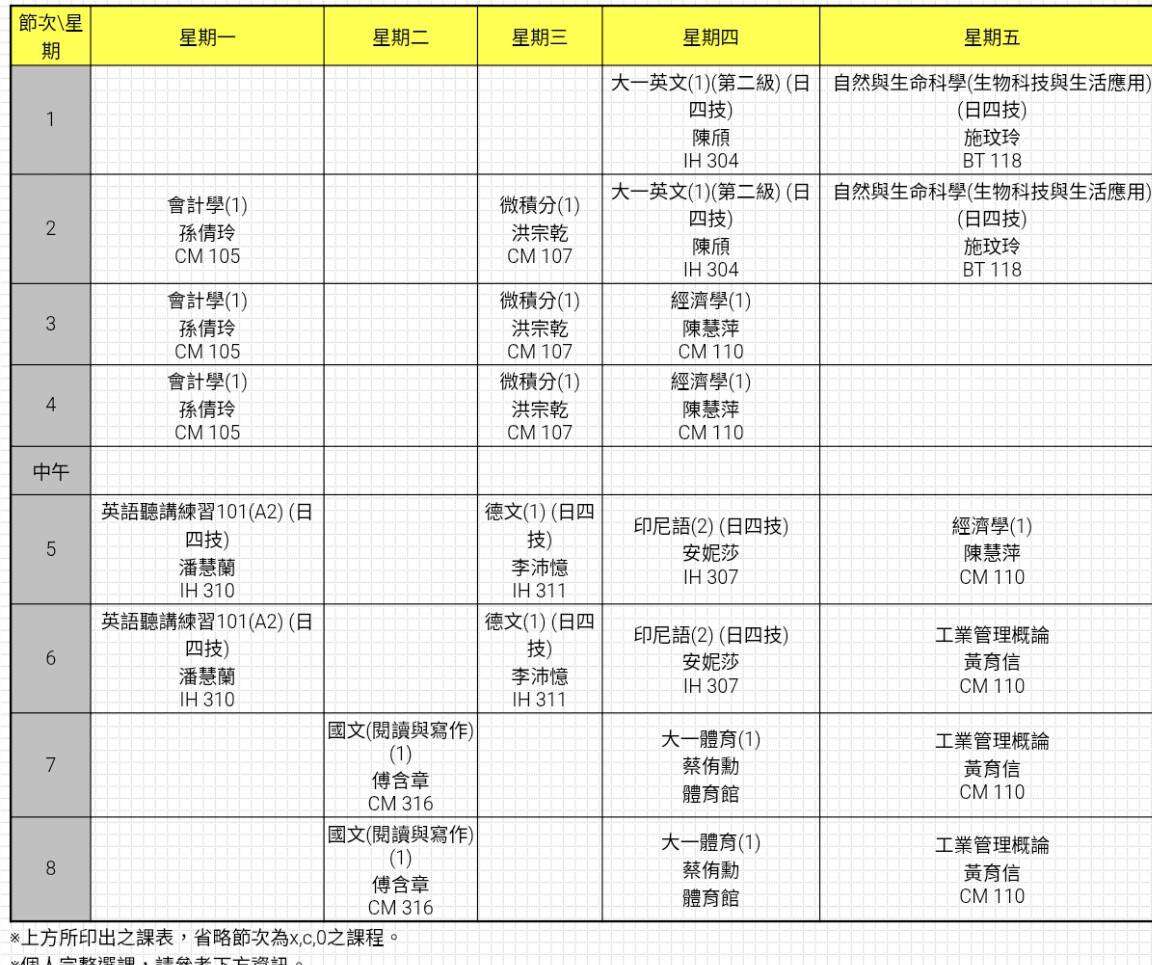 節次\星
期
星期一
星期二
星期三
星期四
星期五
1
大一英文(1)(第二級) (日
四技)
陳頎
IH 304
自然與生命科學(生物科技與生活應用)
(日四技)
施玟玲
BT 118
2
會計學(1)
孫倩玲
CM 105
微積分(1)
洪宗乾
CM 107
大一英文(1)(第二級) (日
四技)
陳頎
IH 304
自然與生命科學(生物科技與生活應用)
(日四技)
施玟玲
BT 118
3
會計學(1)
孫倩玲
CM 105
微積分(1)
洪宗乾
CM 107
經濟學(1)
陳慧萍
CM 110
4
會計學(1)
孫倩玲
CM 105
微積分(1)
洪宗乾
CM 107
經濟學(1)
陳慧萍
CM 110
中午
5
英語聽講練習101(A2) (日
四技)
潘慧蘭
IH 310
德文(1) (日四
技)
李沛憶
IH 311
印尼語(2) (日四技)
安妮莎
IH 307
經濟學(1)
陳慧萍
CM 110
6
英語聽講練習101(A2) (日
四技)
潘慧蘭
IH 310
德文(1) (日四
技)
李沛憶
IH 311
印尼語(2) (日四技)
安妮莎
IH 307
工業管理概論
黃育信
CM 110
7
國文(閱讀與寫作)
(1)
傅含章
CM 316
大一體育(1)
蔡侑勳
體育館
工業管理概論
黃育信
CM 110
8
國文(閱讀與寫作)
(1)
傅含章
CM 316
大一體育(1)
蔡侑勳
體育館
工業管理概論
黃育信
CM 110
※上方所印出之課表，省略節次為x,c,0之課程。
※個人完整選課，請參考下方資訊。